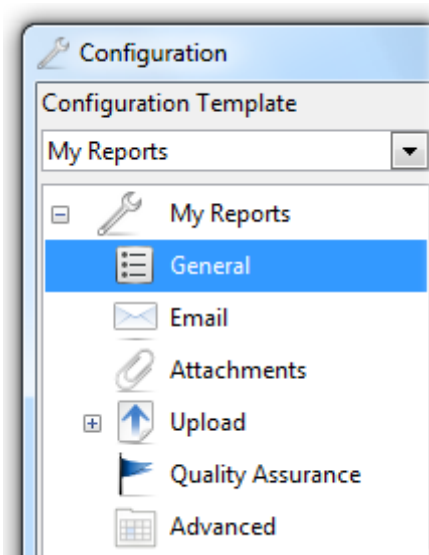 Configuration
Configuration Template
My Reports
My Reports
General
Email
Attachments
Upload
Quality Assurance
Advanced